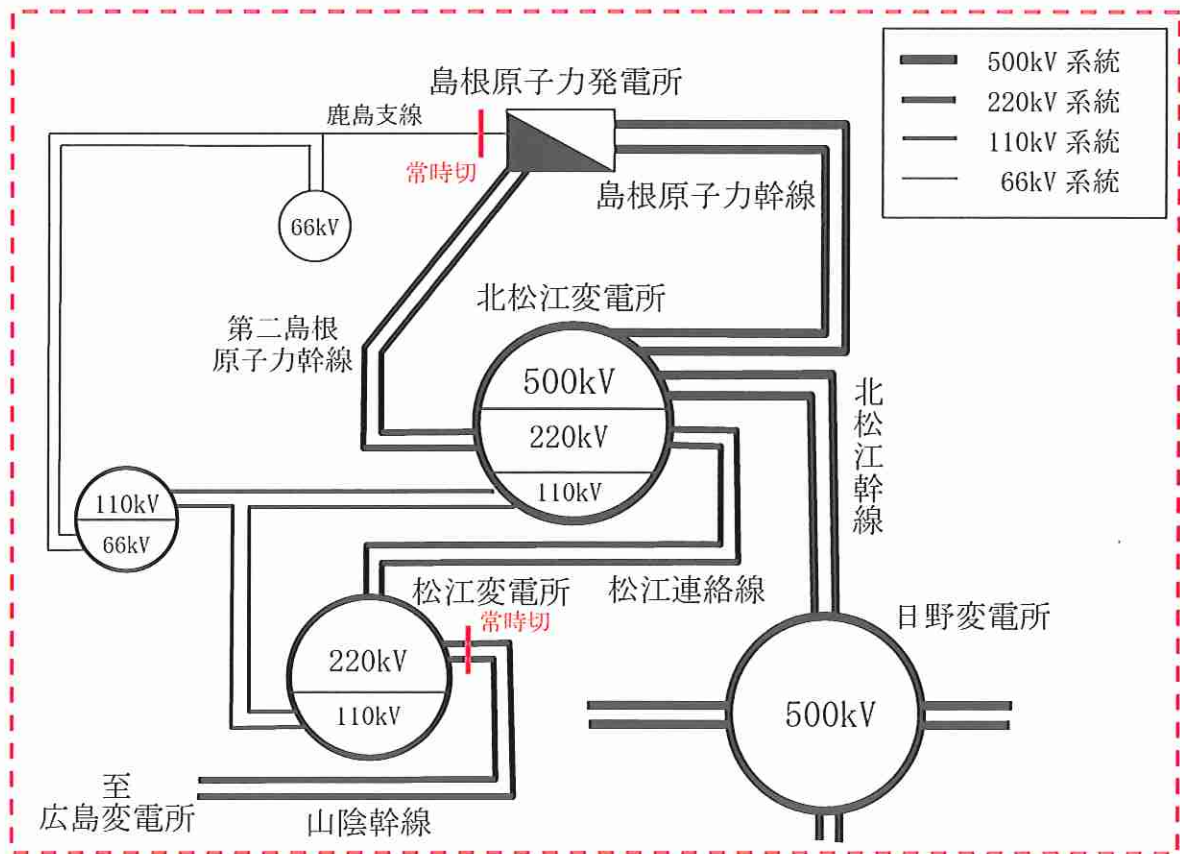 500kV 系統
220kV 系統
110kV 系統
66kV 系統
島根原子力発電所
鹿島支線
常時切
島根原子力幹線
66kV
北松江変電所
第二島根
原子力幹線
500kV
220kV
110kV
北松江幹線
110kV
66kV
松江変電所
常時切
松江連絡線
日野変電所
220kV
110kV
500kV
至
広島変電所
山陰幹線